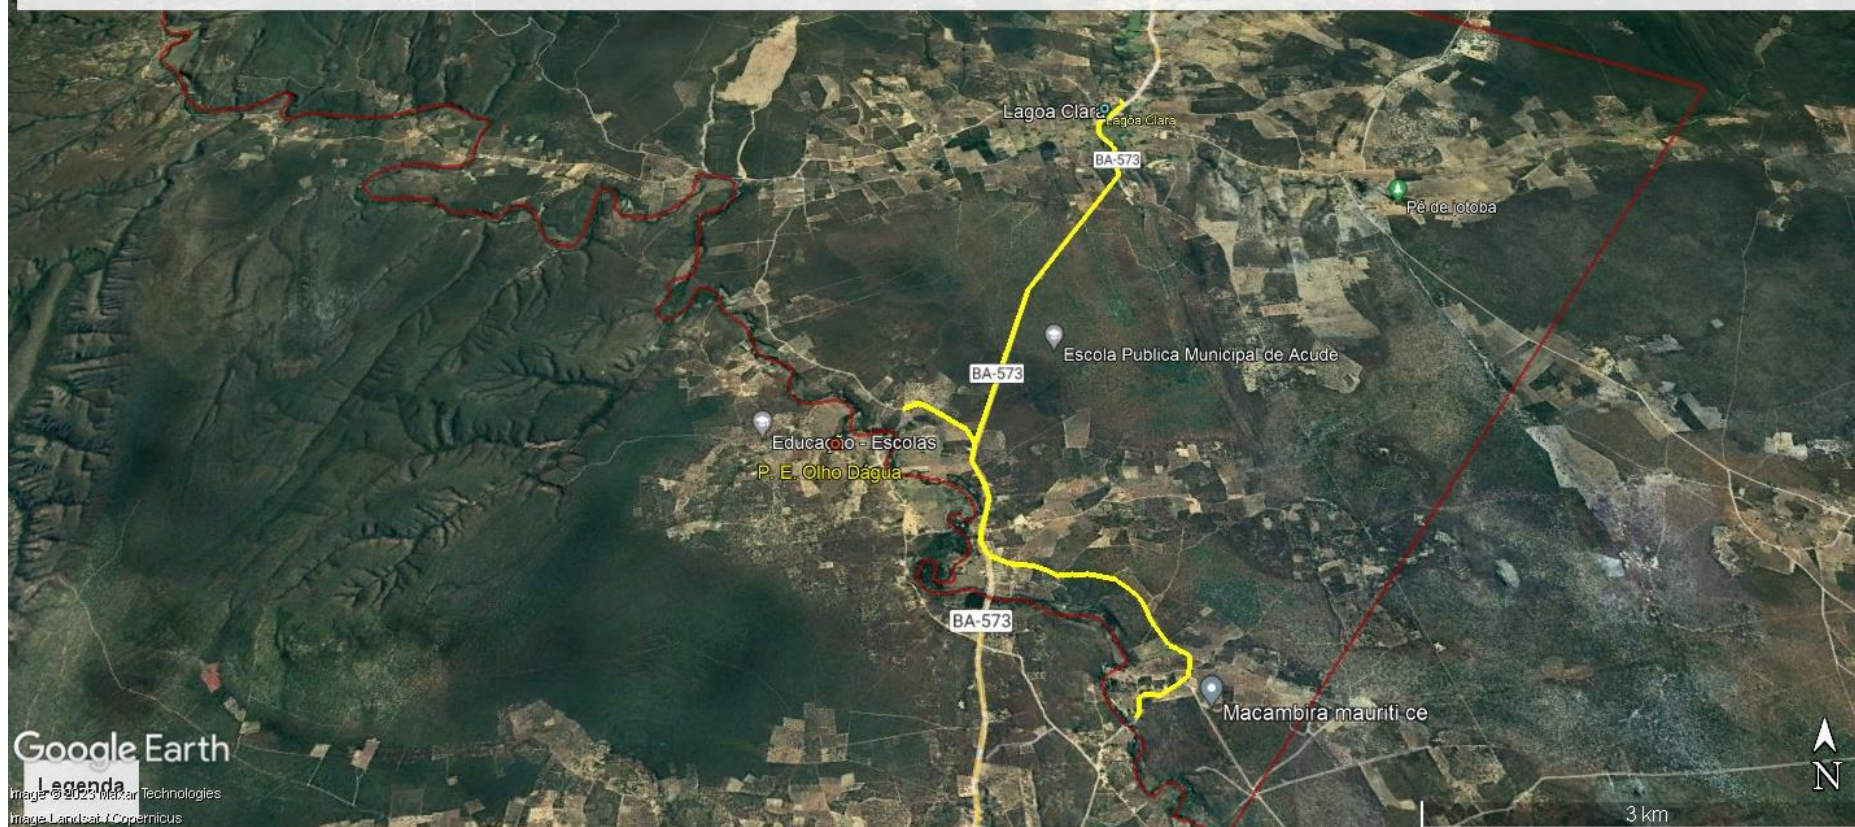 Lagoa Clara
Lagoa Clara
BA-573
Pé de jotoba
Escola Publica Municipal de Acude
BA-573
Educação - Escolas
P. E. Olho Dágua
BA-573
Macambira mauriti ce
Google Earth
Legenda
Image © 2023 Maxar Technologies
Image Landsat / Copernicus
N
3 km